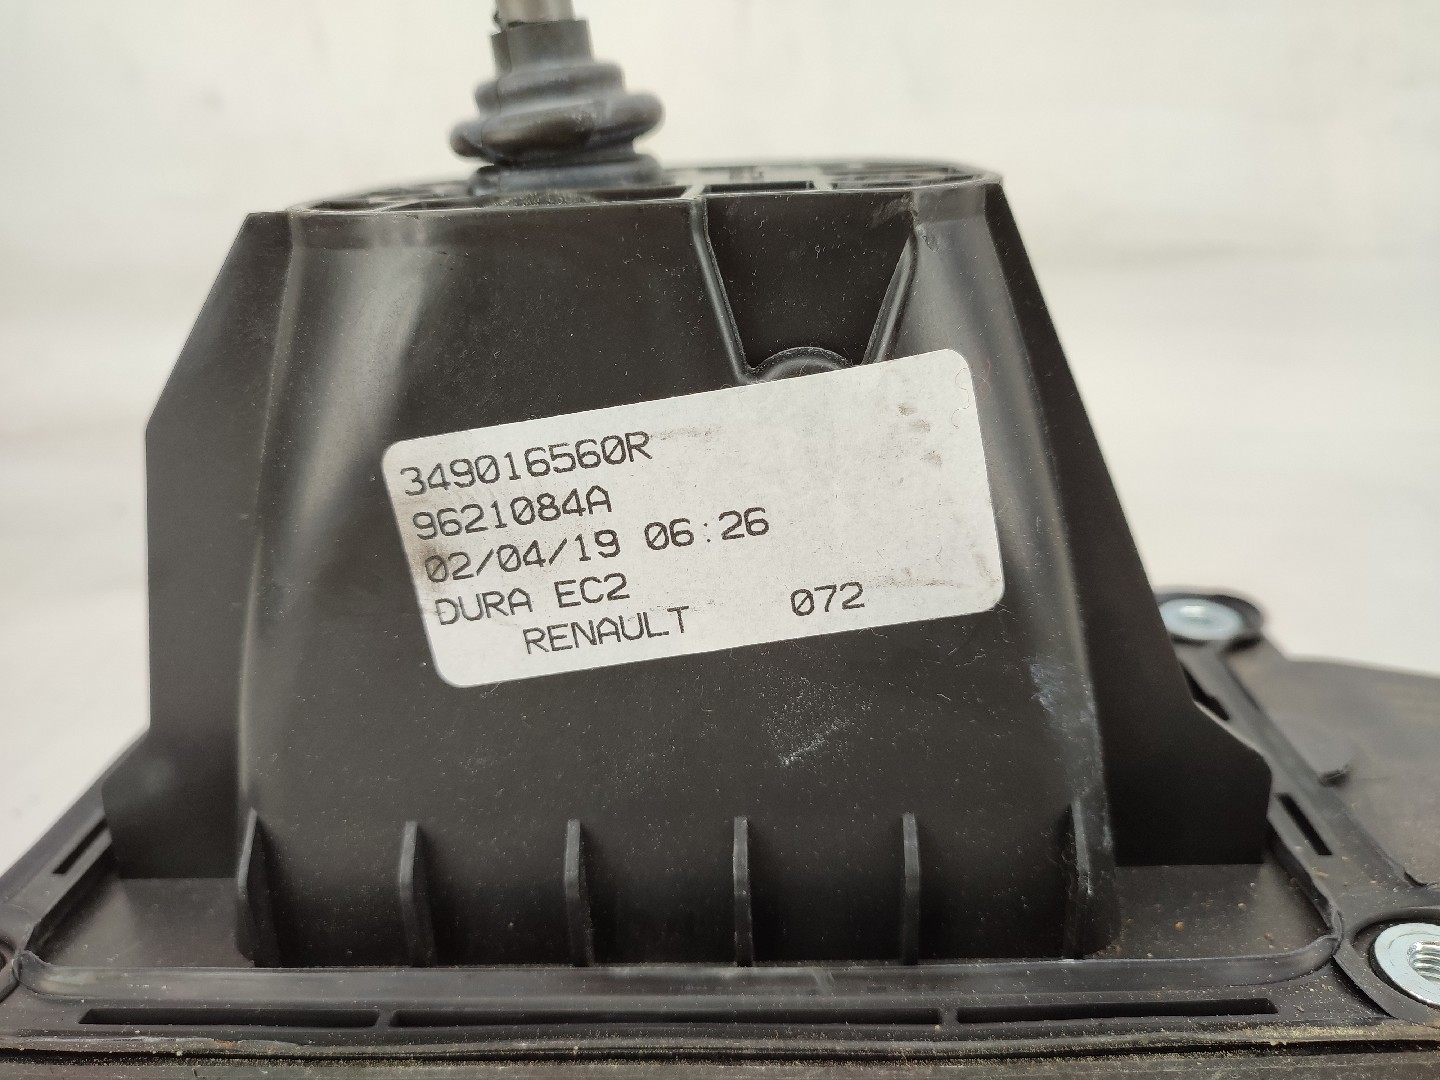 349016560R
9621084A
02/04/19 06:26
DURA EC2
RENAULT 072